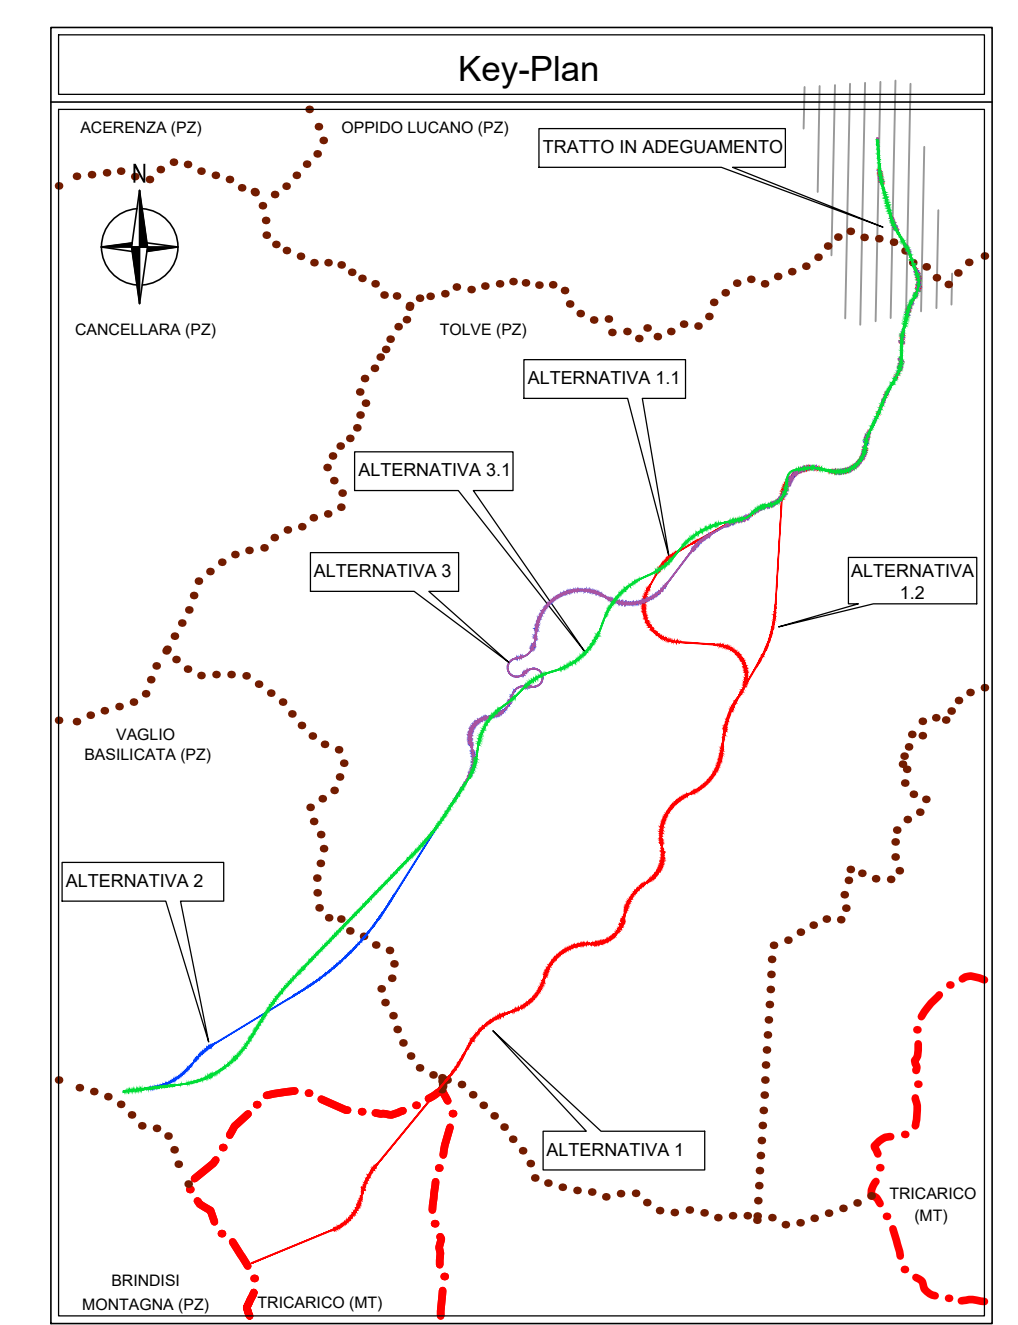 Key-Plan
ACERENZA (PZ)
OPPIDO LUCANO (PZ)
TRATTO IN ADEGUAMENTO
N
CANCELLARA (PZ)
TOLVE (PZ)
ALTERNATIVA 1.1
ALTERNATIVA 3.1
ALTERNATIVA 3
ALTERNATIVA
1.2
VAGLIO
BASILICATA (PZ)
ALTERNATIVA 2
ALTERNATIVA 1
TRICARICO
(MT)
BRINDISI
MONTAGNA (PZ)
TRICARICO (MT)